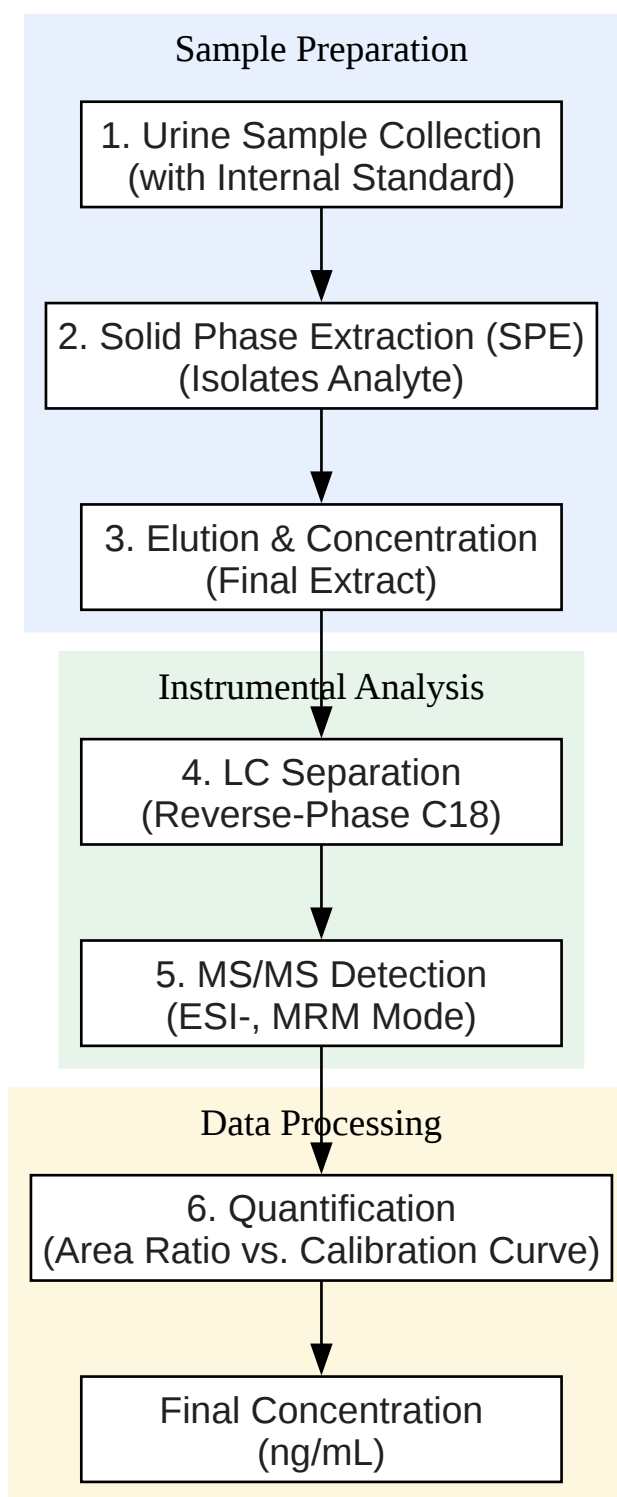 Sample Preparation
1. Urine Sample Collection
(with Internal Standard)
2. Solid Phase Extraction (SPE)
(Isolates Analyte)
3. Elution & Concentration
(Final Extract)
Instrumental Analysis
4. LC Separation
(Reverse-Phase C18)
5. MS/MS Detection
(ESI-, MRM Mode)
Data Processing
6. Quantification
(Area Ratio vs. Calibration Curve)
Final Concentration
(ng/mL)